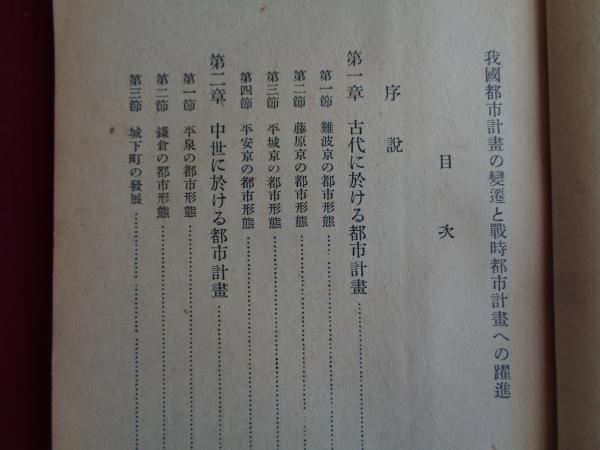 我國都市計畫の變遷と戰時都市計畫への躍進
目次
序說
第一章 古代に於ける都市計畫
第一節 難波京の都市形態
第二節 藤原京の都市形態
第三節 平城京の都市形態
第四節 平安京の都市形態
第二章 中世に於ける都市計畫
第一節 平泉の都市形態
第二節 鎌倉の都市形態
第三節 城下町の發展